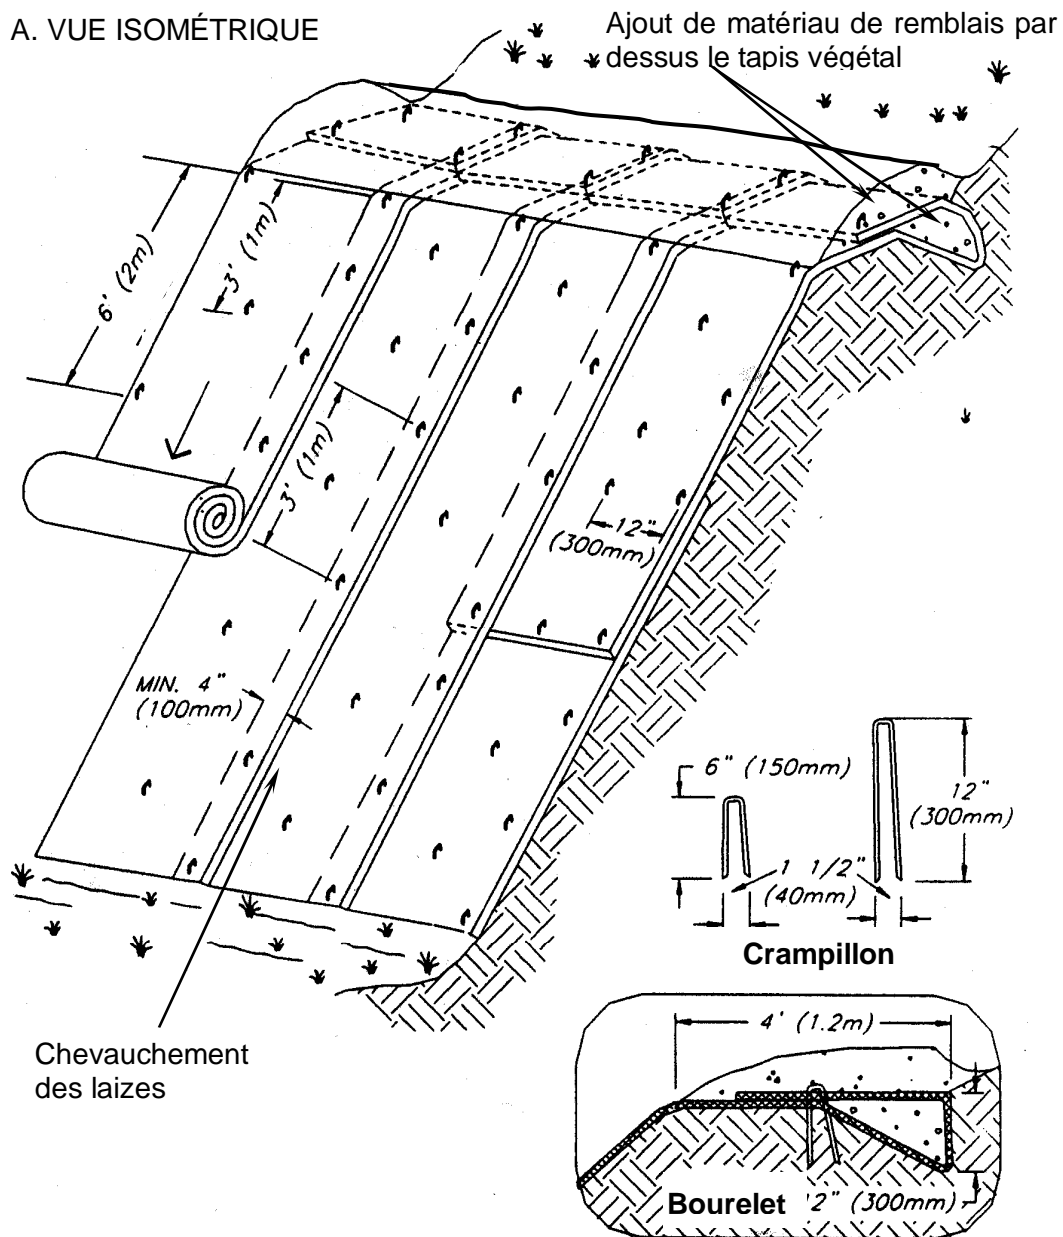 A. VUE ISOMÉTRIQUE
Ajout de matériau de remblais par
dessus le tapis végétal
6' (2m)
3' (1m)
3' (1m)
12"
(300mm)
MIN. 4"
(100mm)
6" (150mm)
12"
(300mm)
1 1/2"
(40mm)
Crampillon
Chevauchement
des laizes
4' (1.2m)
Bourelet 2" (300mm)